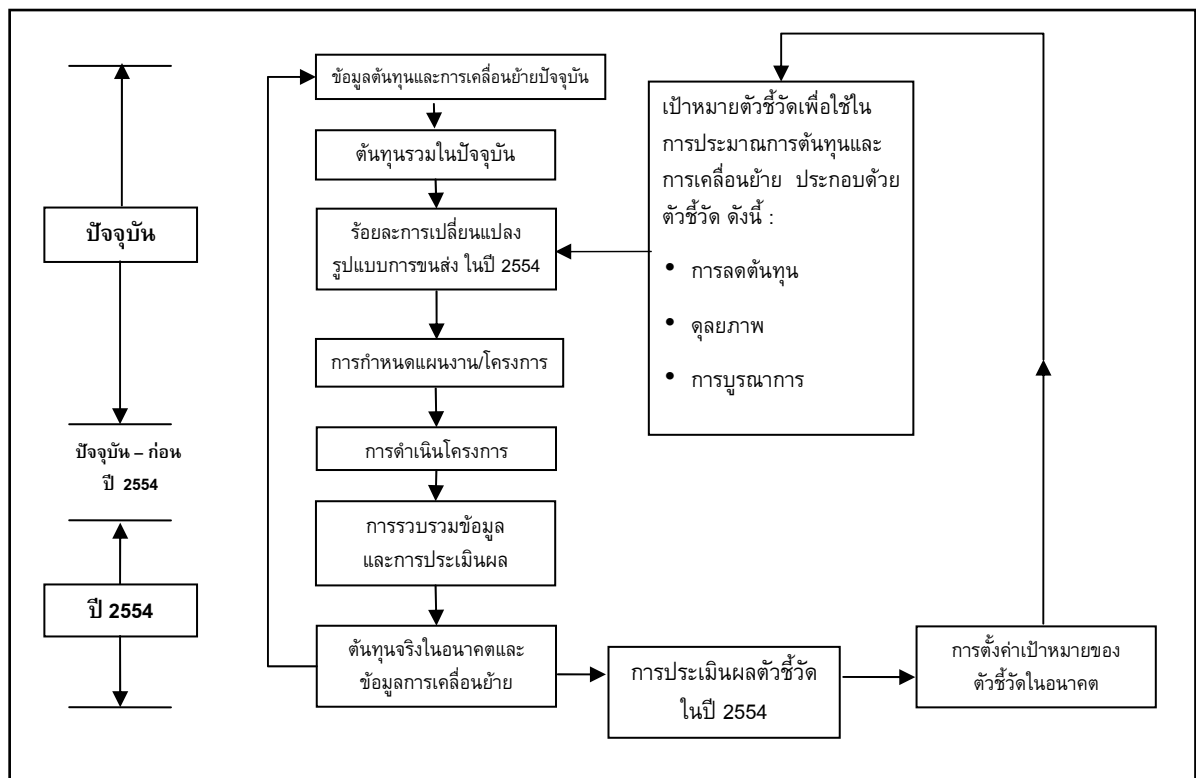 ข้อมูลต้นทุนและการเคลื่อนย้ายปัจจุบัน
ต้นทุนรวมในปัจจุบัน
ร้อยละการเปลี่ยนแปลง
รูปแบบการขนส่ง ในปี 2554
การกำหนดแผนงาน/โครงการ
การดำเนินโครงการ
การรวบรวมข้อมูล
และการประเมินผล
ต้นทุนจริงในอนาคตและ
ข้อมูลการเคลื่อนย้าย
เป้าหมายตัวชี้วัดเพื่อใช้ใน
การประมาณการต้นทุนและ
การเคลื่อนย้าย ประกอบด้วย
ตัวชี้วัด ดังนี้ :
• การลดต้นทุน
• ดุลยภาพ
• การบูรณาการ
ปัจจุบัน
ปัจจุบัน – ก่อน
ปี 2554
ปี 2554
การประเมินผลตัวชี้วัด
ในปี 2554
การตั้งค่าเป้าหมายของ
ตัวชี้วัดในอนาคต